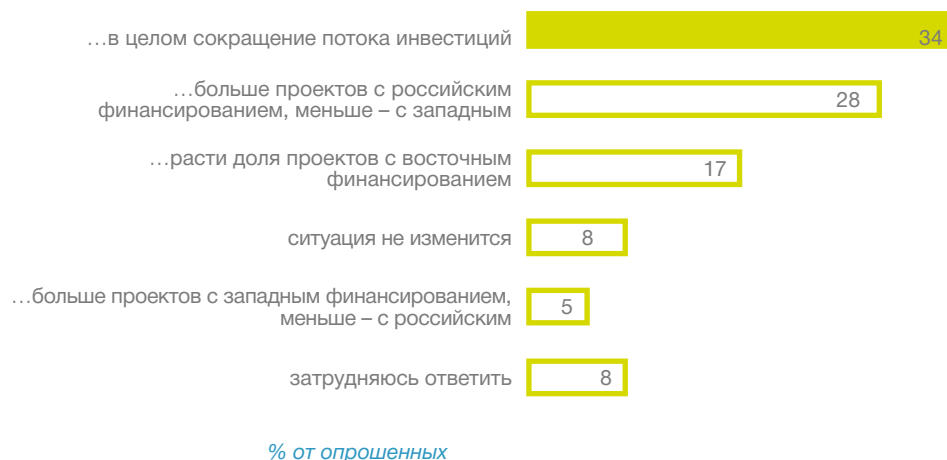 …в целом сокращение потока инвестиций
34
…больше проектов с российским
финансированием, меньше – с западным
28
…расти доля проектов с восточным
финансированием
17
ситуация не изменится
8
…больше проектов с западным финансированием,
меньше – с российским
5
затрудняюсь ответить
8
% от опрошенных